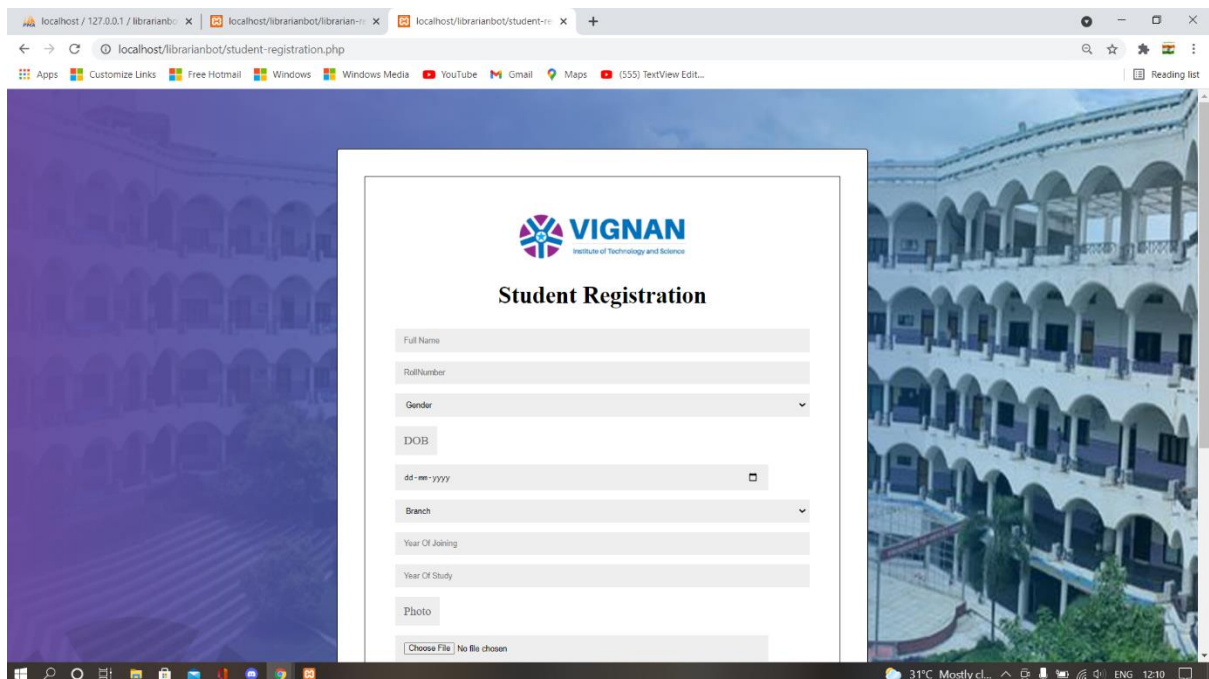 localhost / 127.0.0.1 / librarianbo
localhost/librarianbot/librarian-re
localhost/librarianbot/student-re
localhost/librarianbot/student-registration.php
Apps Customize Links Free Hotmail Windows Windows Media YouTube Gmail Maps (555) TextView Edit... Reading list
VIGNAN
Institute of Technology and Science
Student Registration
Full Name
RollNumber
Gender
DOB
dd-mm-yyyy
Branch
Year Of Joining
Year Of Study
Photo
Choose File No file chosen
31°C Mostly cl... ENG 12:10